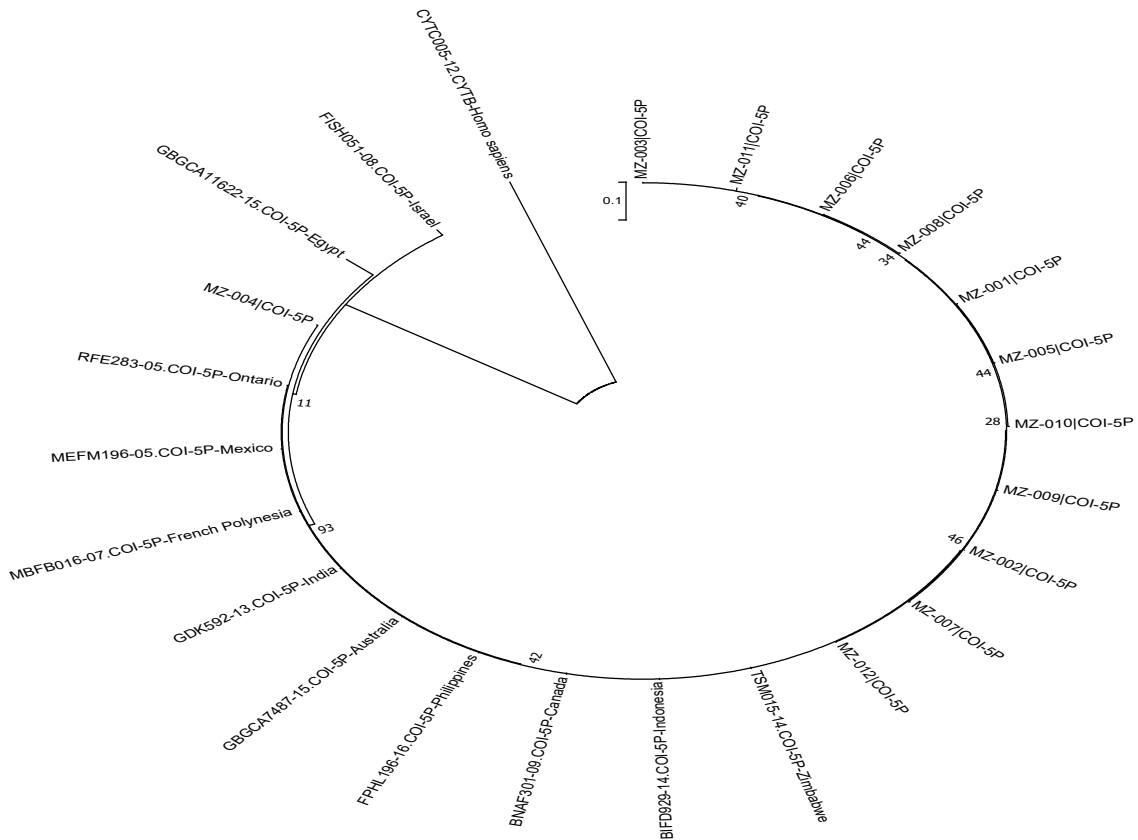 CYTC005-12.CYTB-Homo sapiens
MZ-003|COI-5P
MZ-011|COI-5P
MZ-006|COI-5P
MZ-008|COI-5P
MZ-001|COI-5P
MZ-005|COI-5P
MZ-010|COI-5P
MZ-009|COI-5P
MZ-002|COI-5P
MZ-007|COI-5P
MZ-012|COI-5P
TSM015-14.COI-5P-Zimbabwe
BIFD929-14.COI-5P-Indonesia
BNAF301-09.COI-5P-Canada
FPHL196-16.COI-5P-Philippines
GBGCA7487-15.COI-5P-Australia
GDK592-13.COI-5P-India
MBFB016-07.COI-5P-French Polynesia
MEFM196-05.COI-5P-Mexico
RFE283-05.COI-5P-Ontario
MZ-004|COI-5P
GBGCA11622-15.COI-5P-Egypt
FISH051-08.COI-5P-Israel
0.1
40
44
34
44
28
46
42
93
11